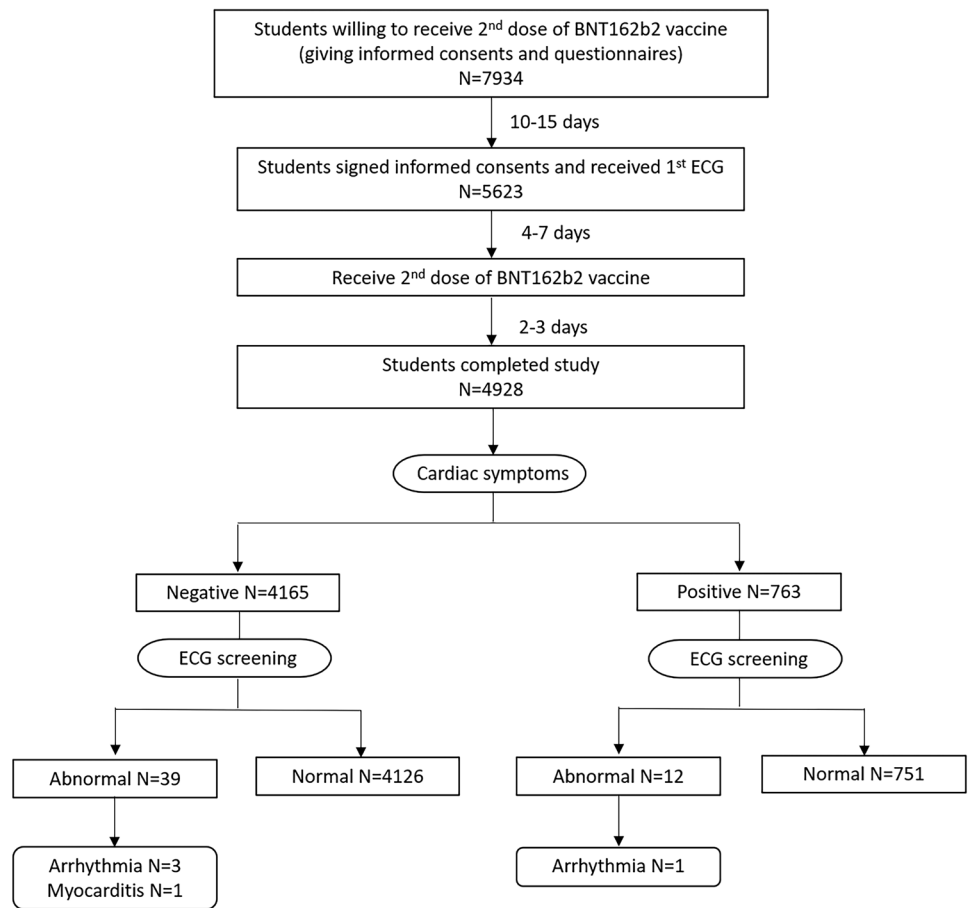 Students willing to receive 2nd dose of BNT162b2 vaccine
(giving informed consents and questionnaires)
N=7934
10-15 days
Students signed informed consents and received 1st ECG
N=5623
4-7 days
Receive 2nd dose of BNT162b2 vaccine
2-3 days
Students completed study
N=4928
Cardiac symptoms
Negative N=4165
Positive N=763
ECG screening
ECG screening
Abnormal N=39
Normal N=4126
Abnormal N=12
Normal N=751
Arrhythmia N=3
Myocarditis N=1
Arrhythmia N=1